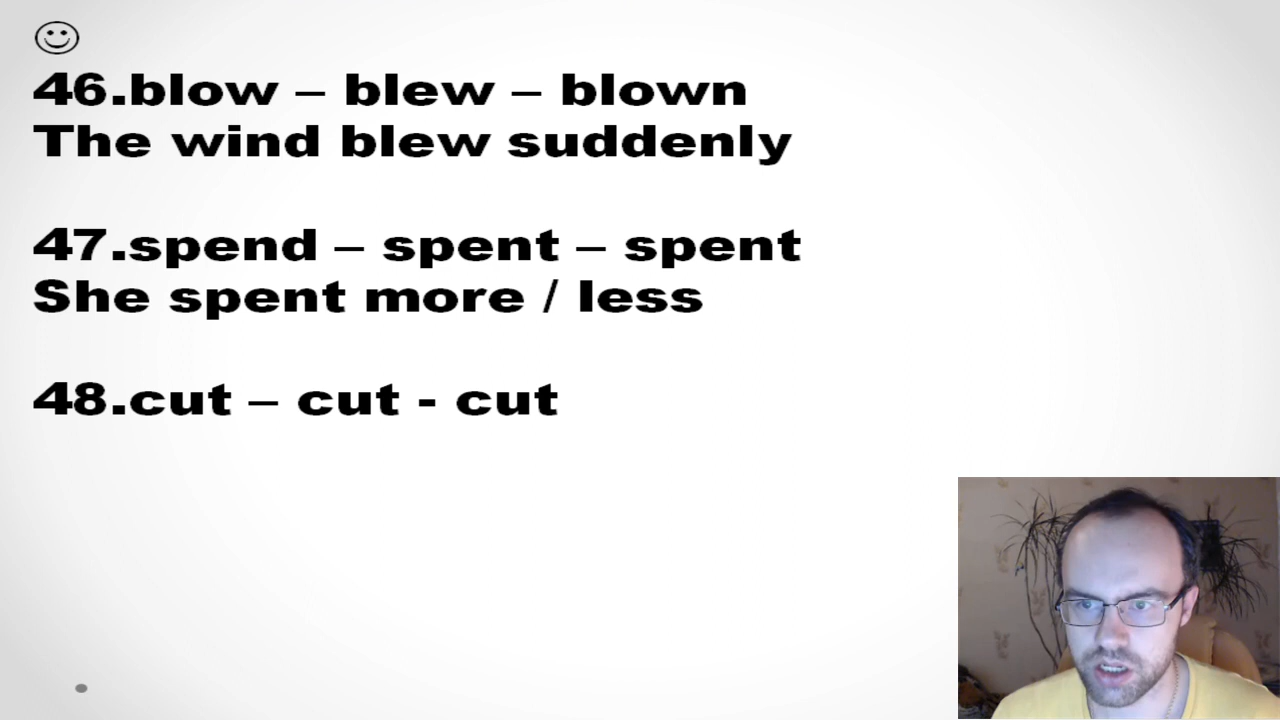 46.blow – blew – blown
The wind blew suddenly
47.spend – spent – spent
She spent more / less
48.cut – cut - cut